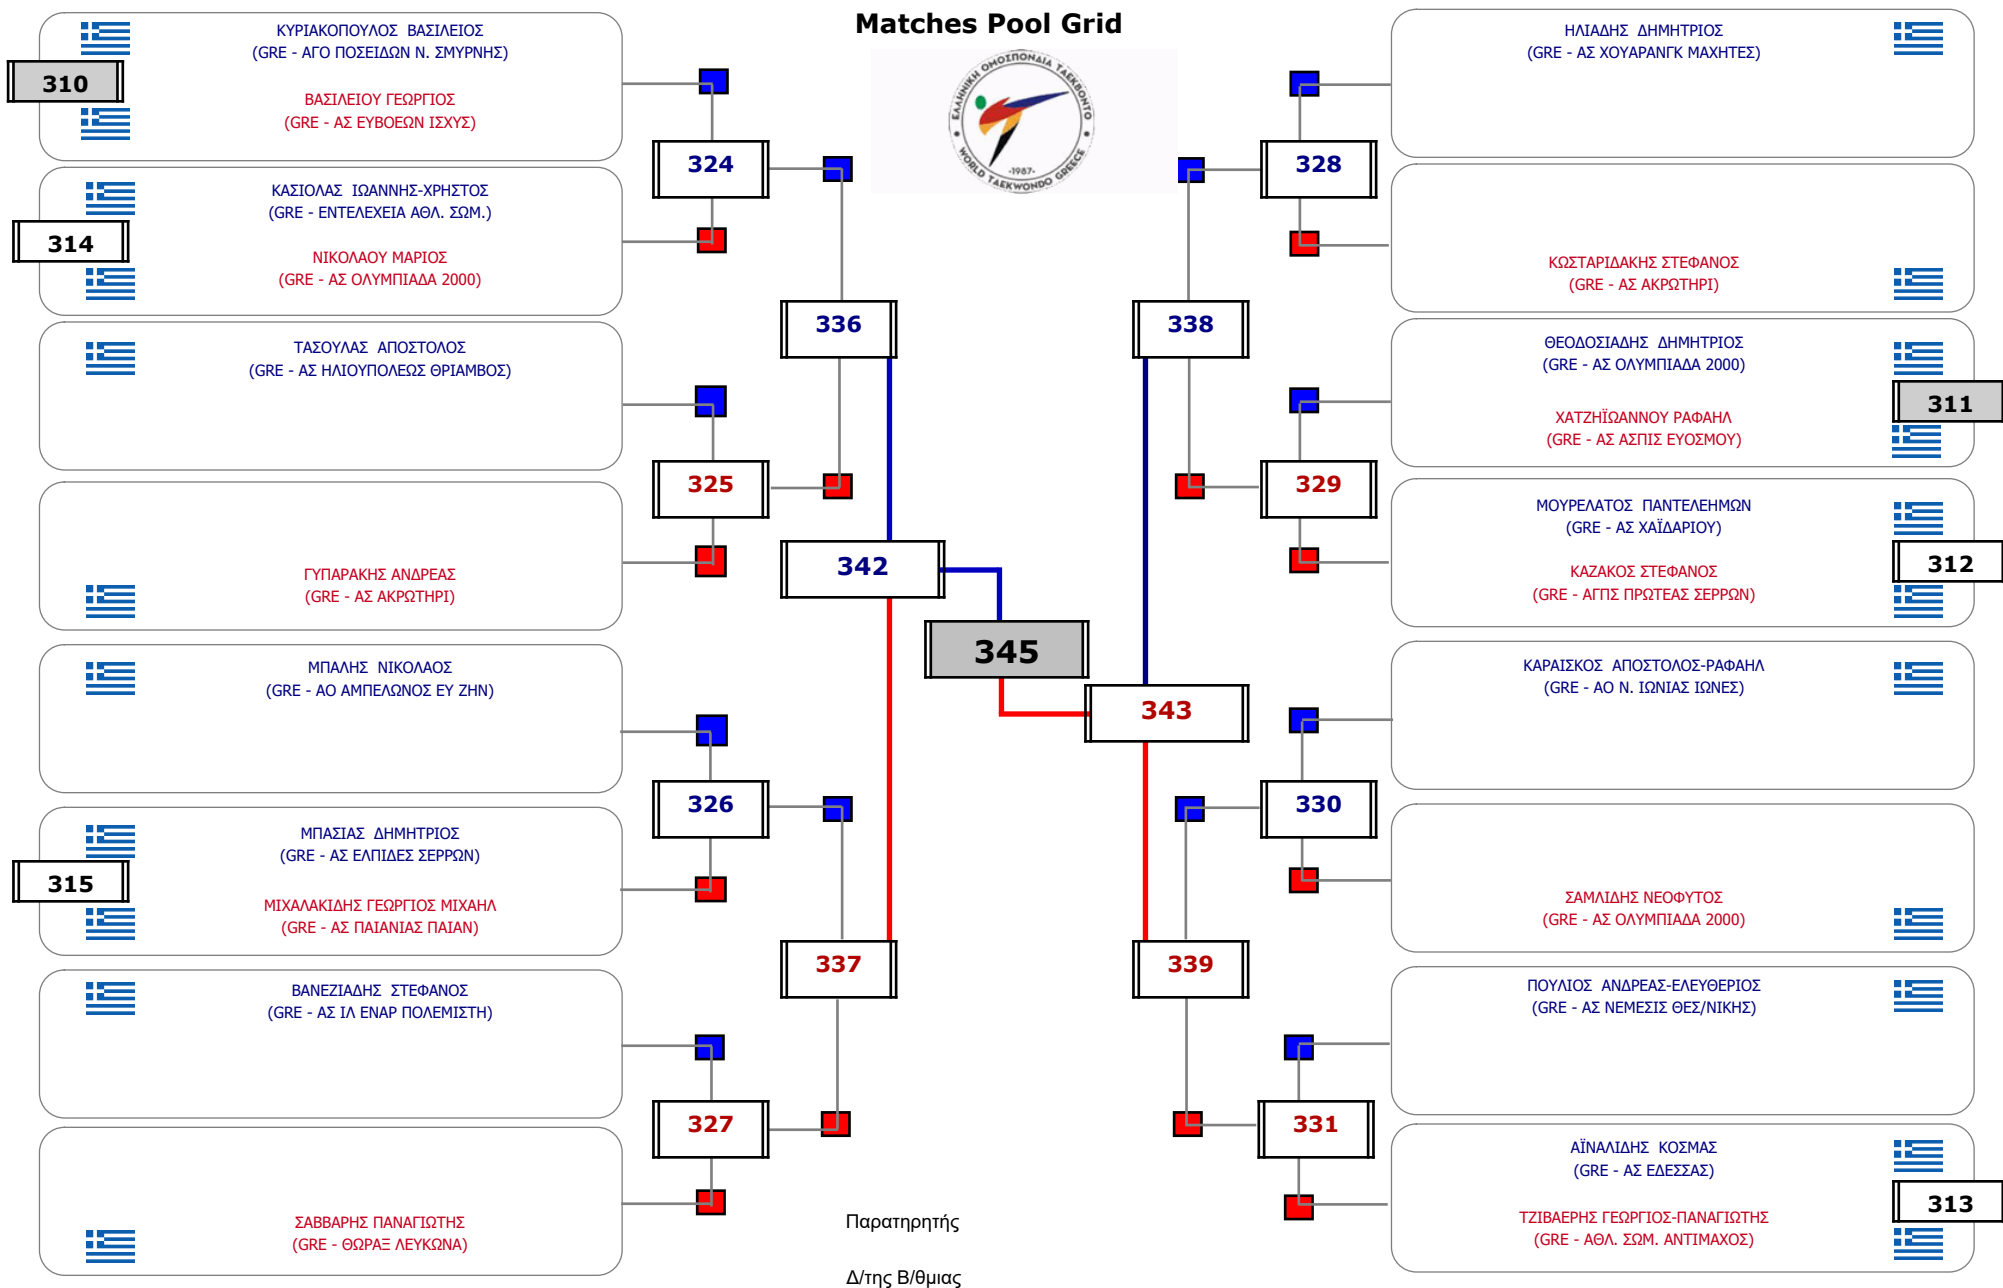 Matches Pool Grid
ΕΛΛΗΝΙΚΗ ΟΜΟΣΠΟΝΔΙΑ ΤΑΕΚΒΟΝΤΟ
-1987-
WORLD TAEKWONDO GREECE
310
ΚΥΡΙΑΚΟΠΟΥΛΟΣ ΒΑΣΙΛΕΙΟΣ
(GRE - ΑΓΟ ΠΟΣΕΙΔΩΝ Ν. ΣΜΥΡΝΗΣ)
ΒΑΣΙΛΕΙΟΥ ΓΕΩΡΓΙΟΣ
(GRE - ΑΣ ΕΥΒΟΕΩΝ ΙΣΧΥΣ)
314
ΚΑΣΙΟΛΑΣ ΙΩΑΝΝΗΣ-ΧΡΗΣΤΟΣ
(GRE - ΕΝΤΕΛΕΧΕΙΑ ΑΘΛ. ΣΩΜ.)
ΝΙΚΟΛΑΟΥ ΜΑΡΙΟΣ
(GRE - ΑΣ ΟΛΥΜΠΙΑΔΑ 2000)
ΤΑΣΟΥΛΑΣ ΑΠΟΣΤΟΛΟΣ
(GRE - ΑΣ ΗΛΙΟΥΠΟΛΕΩΣ ΘΡΙΑΜΒΟΣ)
ΓΥΠΑΡΑΚΗΣ ΑΝΔΡΕΑΣ
(GRE - ΑΣ ΑΚΡΩΤΗΡΙ)
ΜΠΑΛΗΣ ΝΙΚΟΛΑΟΣ
(GRE - ΑΟ ΑΜΠΕΛΩΝΟΣ ΕΥ ΖΗΝ)
315
ΜΠΑΣΙΑΣ ΔΗΜΗΤΡΙΟΣ
(GRE - ΑΣ ΕΛΠΙΔΕΣ ΣΕΡΡΩΝ)
ΜΙΧΑΛΑΚΙΔΗΣ ΓΕΩΡΓΙΟΣ ΜΙΧΑΗΛ
(GRE - ΑΣ ΠΑΙΑΝΙΑΣ ΠΑΙΑΝ)
ΒΑΝΕΖΙΑΔΗΣ ΣΤΕΦΑΝΟΣ
(GRE - ΑΣ ΙΛ ΕΝΑΡ ΠΟΛΕΜΙΣΤΗ)
ΣΑΒΒΑΡΗΣ ΠΑΝΑΓΙΩΤΗΣ
(GRE - ΘΩΡΑΞ ΛΕΥΚΩΝΑ)
324
325
326
327
336
337
342
345
343
338
339
328
329
330
331
ΗΛΙΑΔΗΣ ΔΗΜΗΤΡΙΟΣ
(GRE - ΑΣ ΧΟΥΑΡΑΝΓΚ ΜΑΧΗΤΕΣ)
ΚΩΣΤΑΡΙΔΑΚΗΣ ΣΤΕΦΑΝΟΣ
(GRE - ΑΣ ΑΚΡΩΤΗΡΙ)
ΘΕΟΔΟΣΙΑΔΗΣ ΔΗΜΗΤΡΙΟΣ
(GRE - ΑΣ ΟΛΥΜΠΙΑΔΑ 2000)
311
ΧΑΤΖΗΪΩΑΝΝΟΥ ΡΑΦΑΗΛ
(GRE - ΑΣ ΑΣΠΙΣ ΕΥΟΣΜΟΥ)
ΜΟΥΡΕΛΑΤΟΣ ΠΑΝΤΕΛΕΗΜΩΝ
(GRE - ΑΣ ΧΑΪΔΑΡΙΟΥ)
312
ΚΑΖΑΚΟΣ ΣΤΕΦΑΝΟΣ
(GRE - ΑΓΠΣ ΠΡΩΤΕΑΣ ΣΕΡΡΩΝ)
ΚΑΡΑΙΣΚΟΣ ΑΠΟΣΤΟΛΟΣ-ΡΑΦΑΗΛ
(GRE - ΑΟ Ν. ΙΩΝΙΑΣ ΙΩΝΕΣ)
ΣΑΜΛΙΔΗΣ ΝΕΟΦΥΤΟΣ
(GRE - ΑΣ ΟΛΥΜΠΙΑΔΑ 2000)
ΠΟΥΛΙΟΣ ΑΝΔΡΕΑΣ-ΕΛΕΥΘΕΡΙΟΣ
(GRE - ΑΣ ΝΕΜΕΣΙΣ ΘΕΣ/ΝΙΚΗΣ)
ΑΪΝΑΛΙΔΗΣ ΚΟΣΜΑΣ
(GRE - ΑΣ ΕΔΕΣΣΑΣ)
313
ΤΖΙΒΑΕΡΗΣ ΓΕΩΡΓΙΟΣ-ΠΑΝΑΓΙΩΤΗΣ
(GRE - ΑΘΛ. ΣΩΜ. ΑΝΤΙΜΑΧΟΣ)
Παρατηρητής
Δ/της Β/θμιας